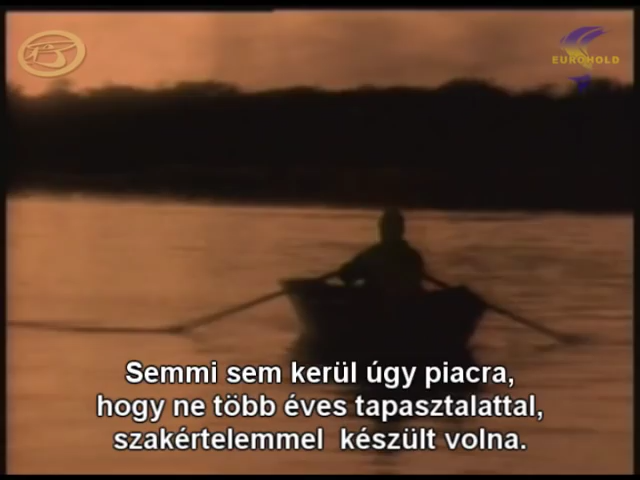 EUROHOLD
Semmi sem kerül úgy piacra,
hogy ne több éves tapasztalattal,
szakértelemmel készült volna.